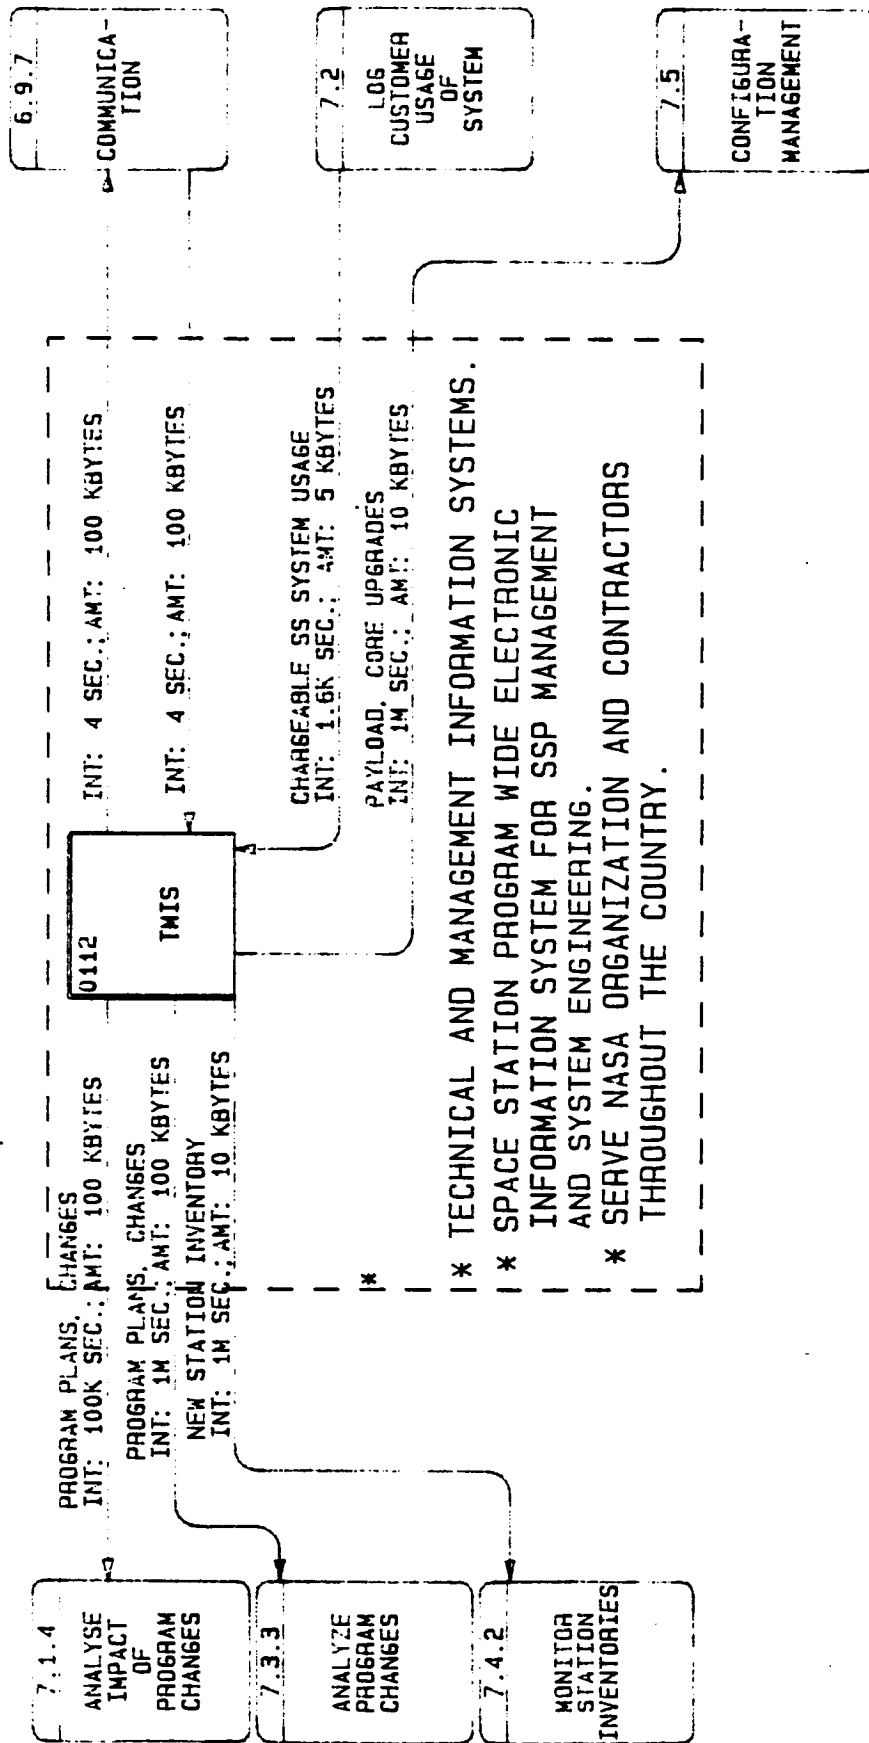 7.1.4
ANALYSE
IMPACT
OF
PROGRAM
CHANGES
7.3.3
ANALYZE
PROGRAM
CHANGES
7.4.2
MONITOR
STATION
INVENTORIES
PROGRAM PLANS, CHANGES
INT: 100K SEC.; AMT: 100 KBYTES
PROGRAM PLANS, CHANGES
INT: 1M SEC.; AMT: 100 KBYTES
NEW STATION INVENTORY
INT: 1M SEC.; AMT: 10 KBYTES
0112
TMIS
INT: 4 SEC.; AMT: 100 KBYTES
INT: 4 SEC.; AMT: 100 KBYTES
CHARGEABLE SS SYSTEM USAGE
INT: 1.6K SEC.; AMT: 5 KBYTES
PAYLOAD, CORE UPGRADES
INT: 1M SEC.; AMT: 10 KBYTES
6.9.7
COMMUNICA-
TION
7.2
LOG
CUSTOMER
USAGE
OF
SYSTEM
7.5
CONFIGURA-
TION
MANAGEMENT
*
* TECHNICAL AND MANAGEMENT INFORMATION SYSTEMS.
* SPACE STATION PROGRAM WIDE ELECTRONIC
INFORMATION SYSTEM FOR SSP MANAGEMENT
AND SYSTEM ENGINEERING.
* SERVE NASA ORGANIZATION AND CONTRACTORS
THROUGHOUT THE COUNTRY.